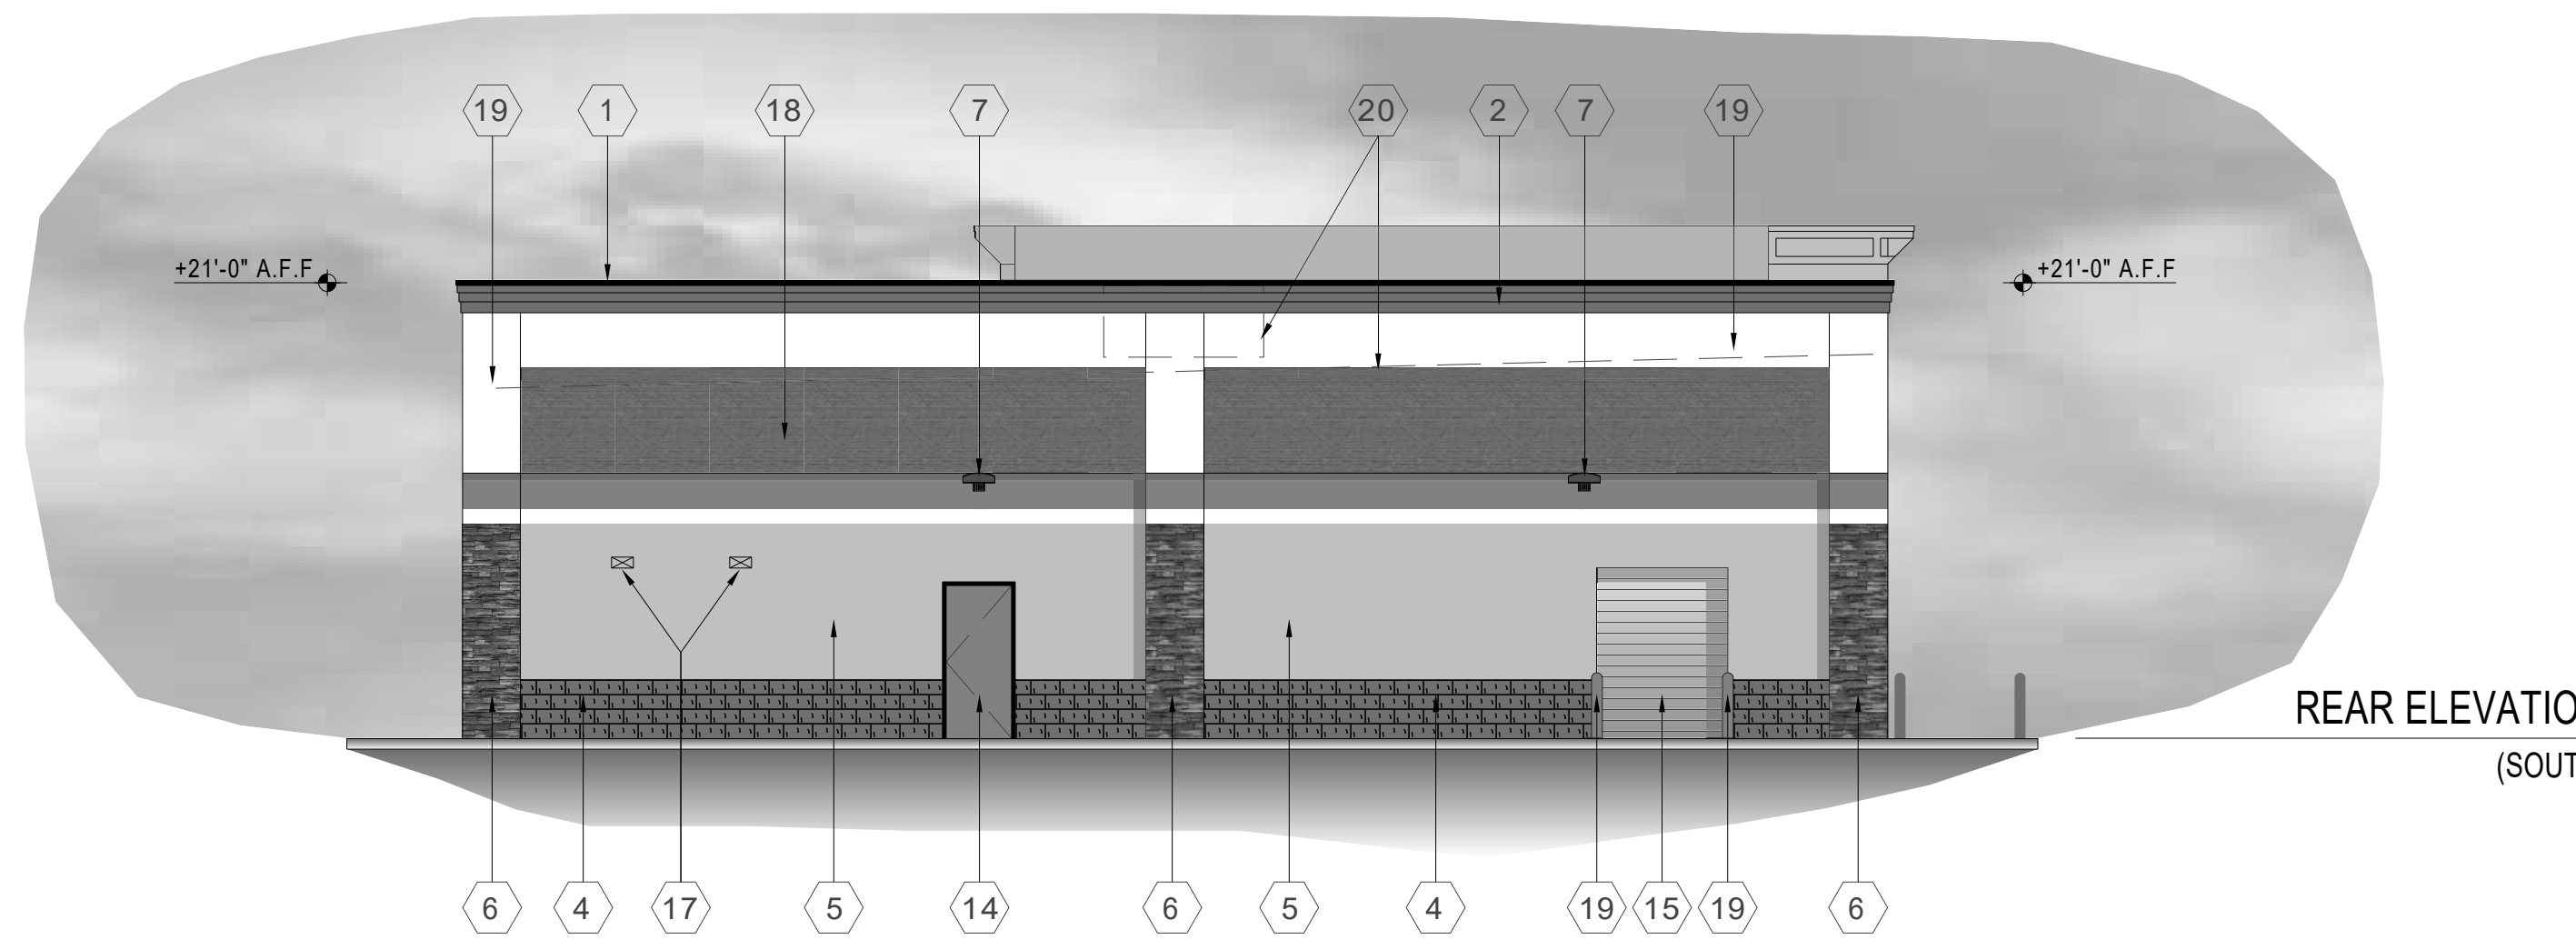 19 1 18 7 20 2 7 19
+21'-0" A.F.F
+21'-0" A.F.F
REAR ELEVATIO
(SOUT
6 4 17 5 14 6 5 4 19 15 19 6